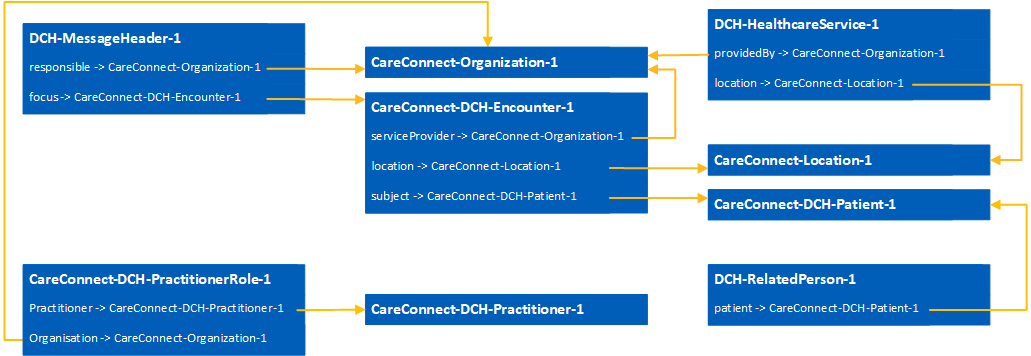 DCH-MessageHeader-1
responsible -> CareConnect-Organization-1
focus-> CareConnect-DCH-Encounter-1
CareConnect-Organization-1
CareConnect-DCH-Encounter-1
serviceProvider -> CareConnect-Organization-1
location -> CareConnect-Location-1
subject -> CareConnect-DCH-Patient-1
DCH-HealthcareService-1
providedBy -> CareConnect-Organization-1
location -> CareConnect-Location-1
CareConnect-Location-1
CareConnect-DCH-Patient-1
CareConnect-DCH-PractitionerRole-1
Practitioner -> CareConnect-DCH-Practitioner-1
Organisation -> CareConnect-Organization-1
CareConnect-DCH-Practitioner-1
DCH-RelatedPerson-1
patient -> CareConnect-DCH-Patient-1